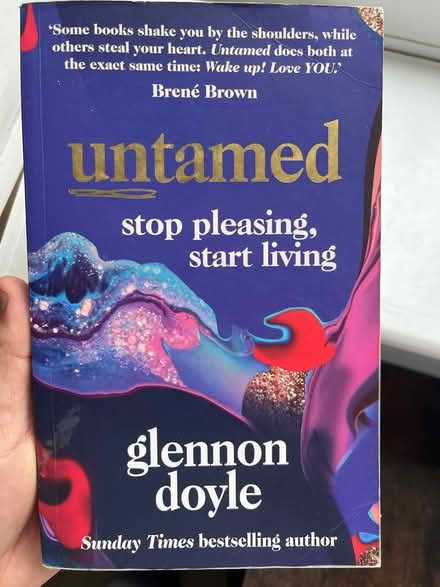 ‘Some books shake you by the shoulders, while
others steal your heart. Untamed does both at
the exact same time: Wake up! Love YOU.’
Brené Brown
untamed
stop pleasing,
start living
glennon
doyle
Sunday Times bestselling author